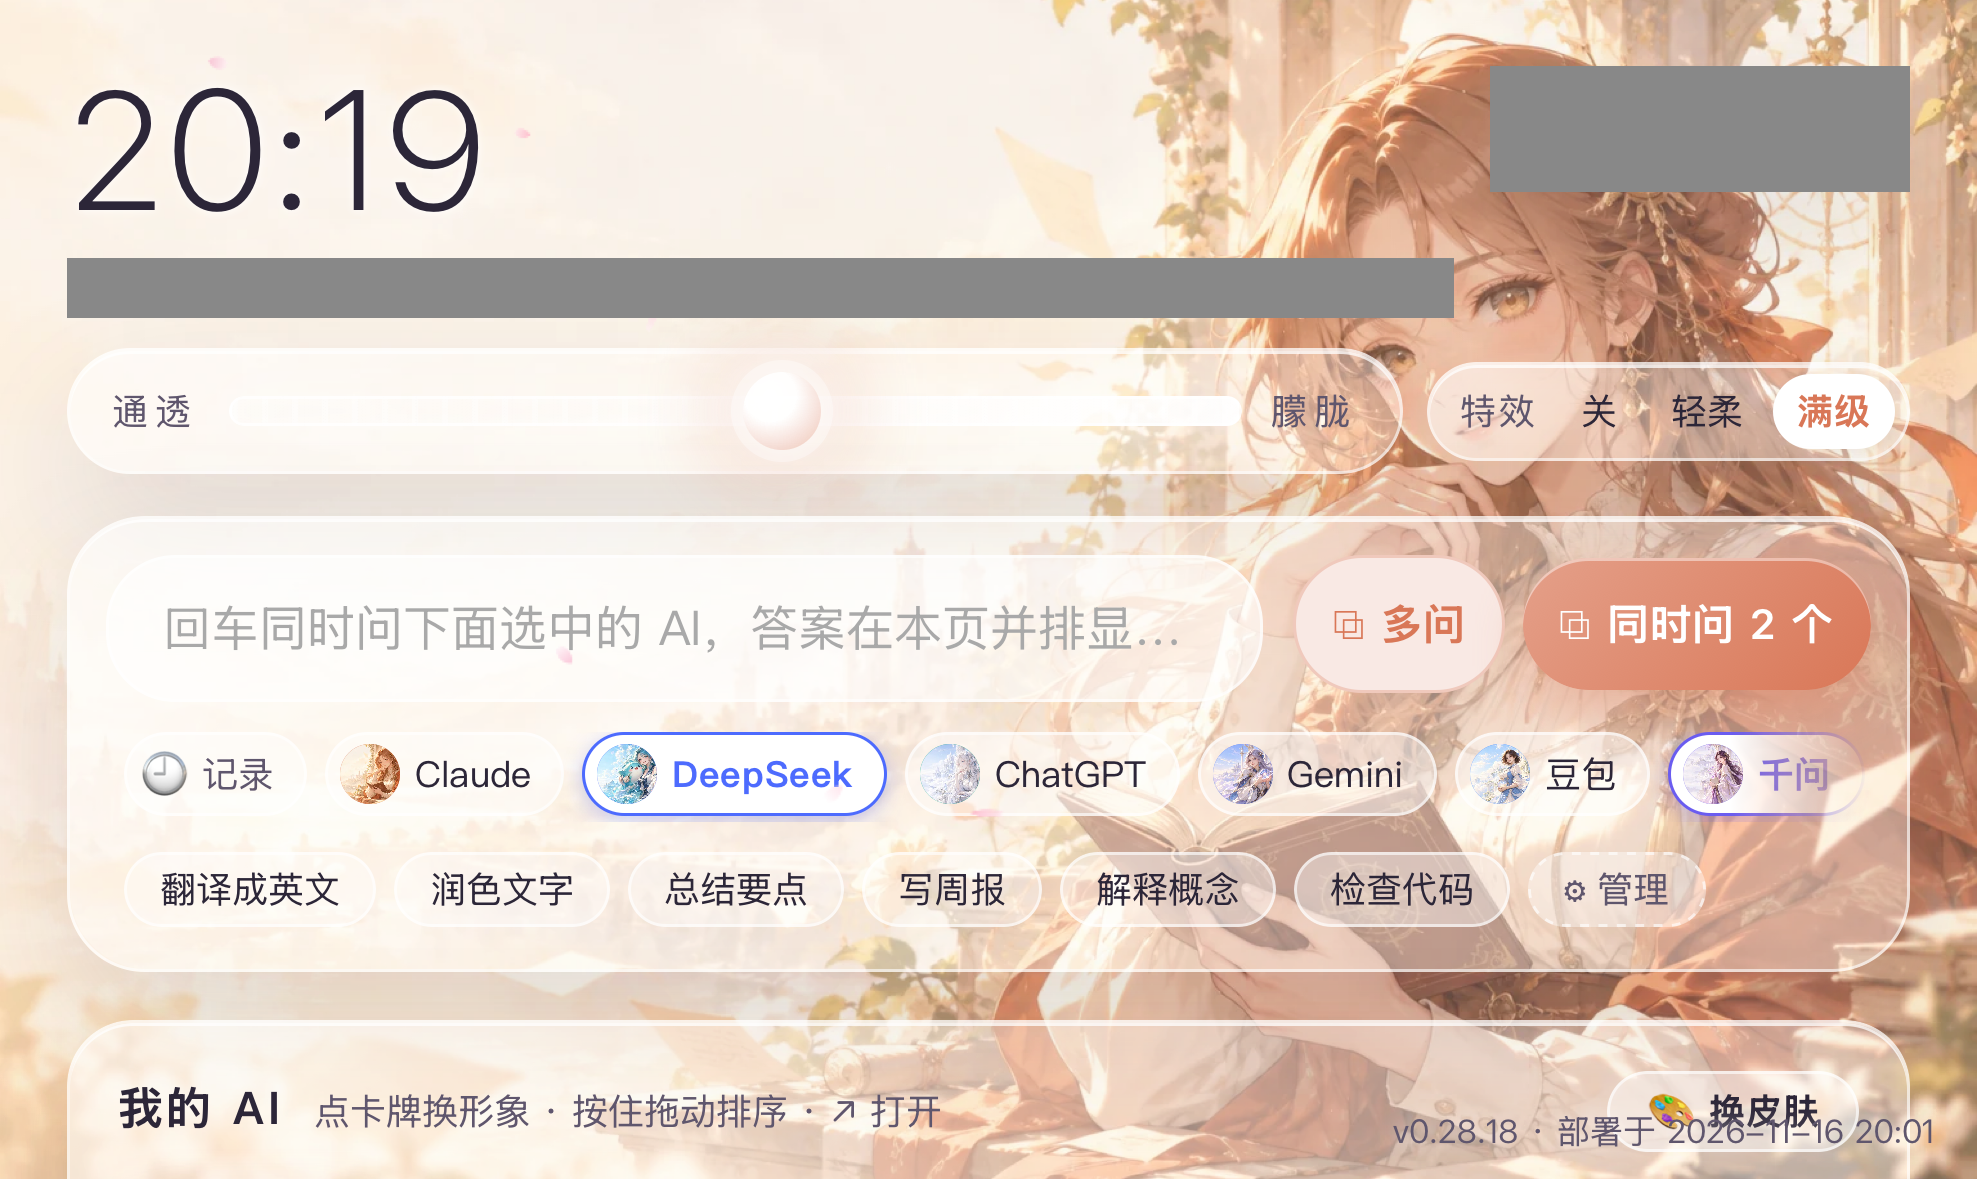 20:19
通透 朦胧 特效 关 轻柔 满级
回车同时问下面选中的 AI，答案在本页并排显... 多问 同时问 2 个
记录 Claude DeepSeek ChatGPT Gemini 豆包 千问
翻译成英文 润色文字 总结要点 写周报 解释概念 检查代码 ⚙ 管理
我的 AI 点卡牌换形象 · 按住拖动排序 · ↗ 打开 换皮肤
v0.28.18 · 部署于 2026-11-16 20:01